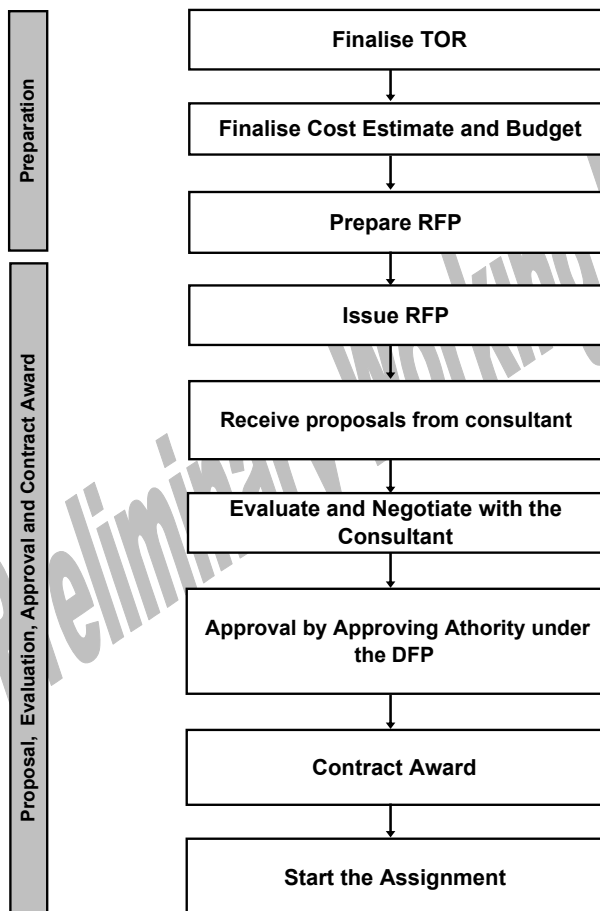 Preparation
Finalise TOR
Finalise Cost Estimate and Budget
Prepare RFP
Proposal, Evaluation, Approval and Contract Award
Issue RFP
Receive proposals from consultant
Evaluate and Negotiate with the
Consultant
Approval by Approving Athority under
the DFP
Contract Award
Start the Assignment
Preliminary Working